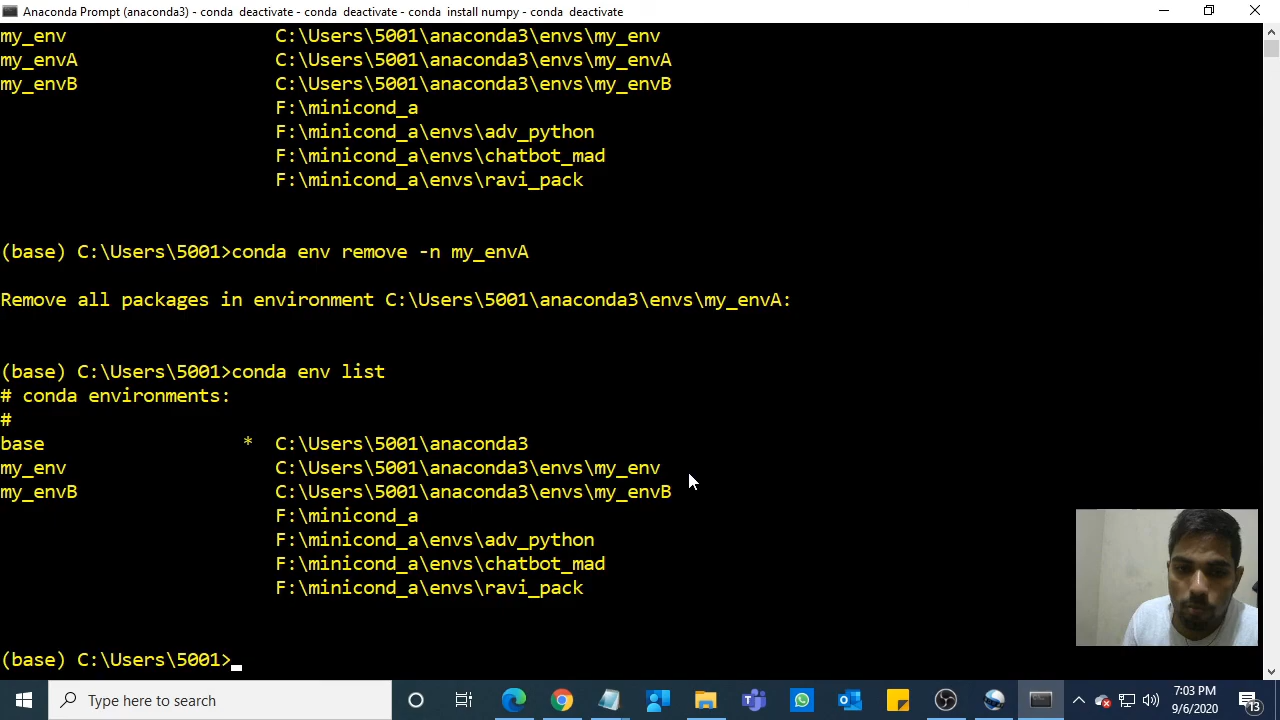 Anaconda Prompt (anaconda3) - conda deactivate - conda deactivate - conda install numpy - conda deactivate
my_env C:\Users\5001\anaconda3\envs\my_env
my_envA C:\Users\5001\anaconda3\envs\my_envA
my_envB C:\Users\5001\anaconda3\envs\my_envB
F:\minicond_a
F:\minicond_a\envs\adv_python
F:\minicond_a\envs\chatbot_mad
F:\minicond_a\envs\ravi_pack
(base) C:\Users\5001>conda env remove -n my_envA
Remove all packages in environment C:\Users\5001\anaconda3\envs\my_envA:
(base) C:\Users\5001>conda env list
# conda environments:
#
base * C:\Users\5001\anaconda3
my_env C:\Users\5001\anaconda3\envs\my_env
my_envB C:\Users\5001\anaconda3\envs\my_envB
F:\minicond_a
F:\minicond_a\envs\adv_python
F:\minicond_a\envs\chatbot_mad
F:\minicond_a\envs\ravi_pack
(base) C:\Users\5001>
Type here to search
7:03 PM
9/6/2020
13